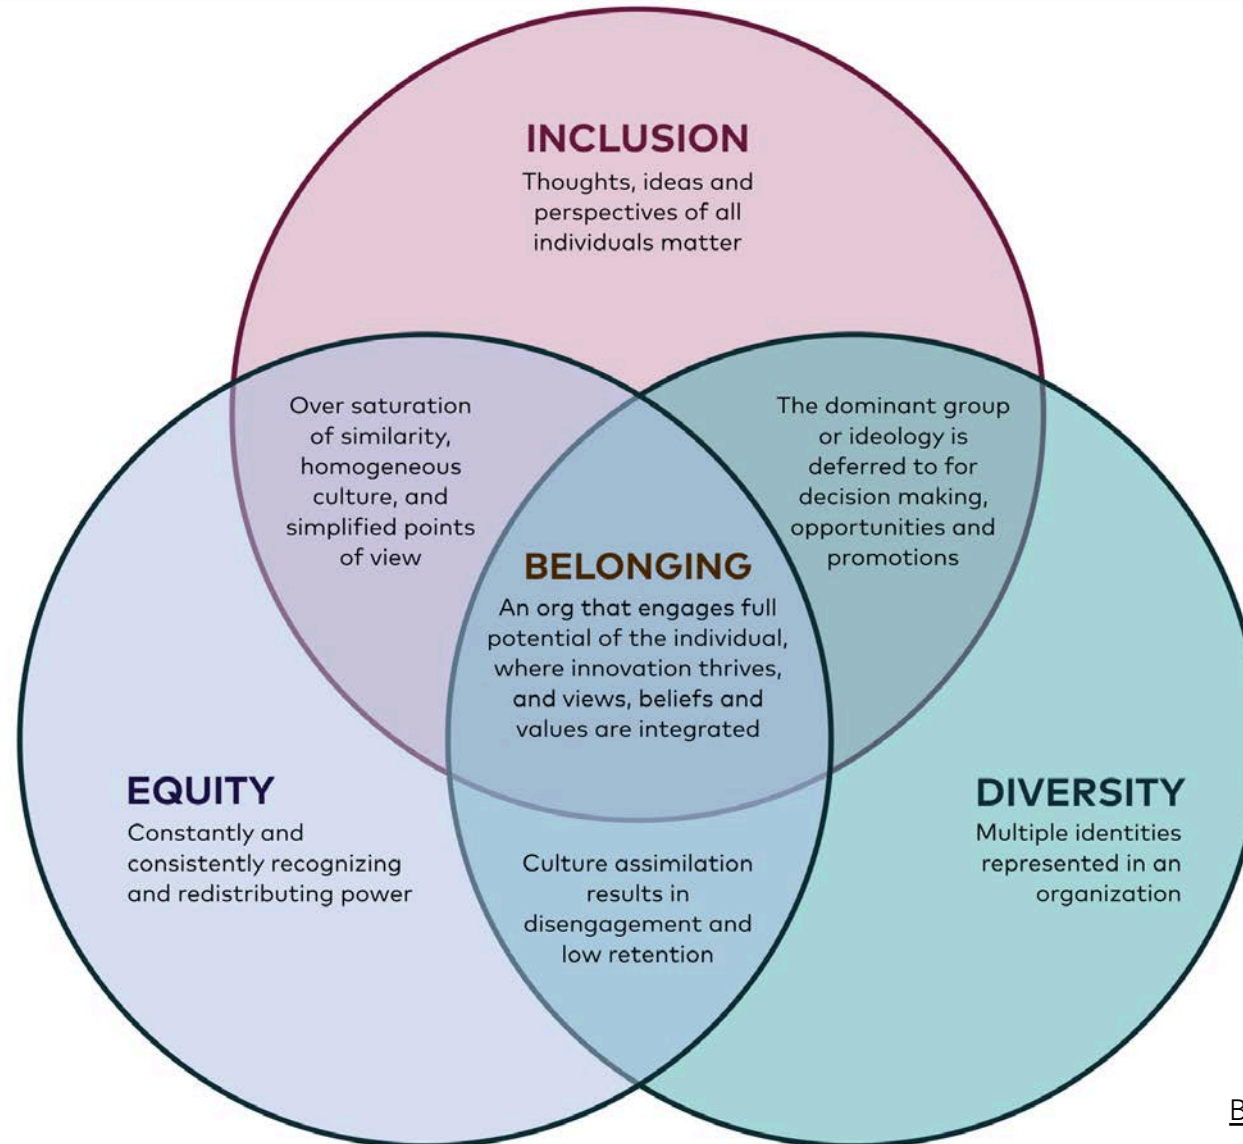 INCLUSION
Thoughts, ideas and
perspectives of all
individuals matter
Over saturation
of similarity,
homogeneous
culture, and
simplified points
of view
The dominant group
or ideology is
deferred to for
decision making,
opportunities and
promotions
BELONGING
An org that engages full
potential of the individual,
where innovation thrives,
and views, beliefs and
values are integrated
EQUITY
Constantly and
consistently recognizing
and redistributing power
DIVERSITY
Multiple identities
represented in an
organization
Culture assimilation
results in
disengagement and
low retention
B